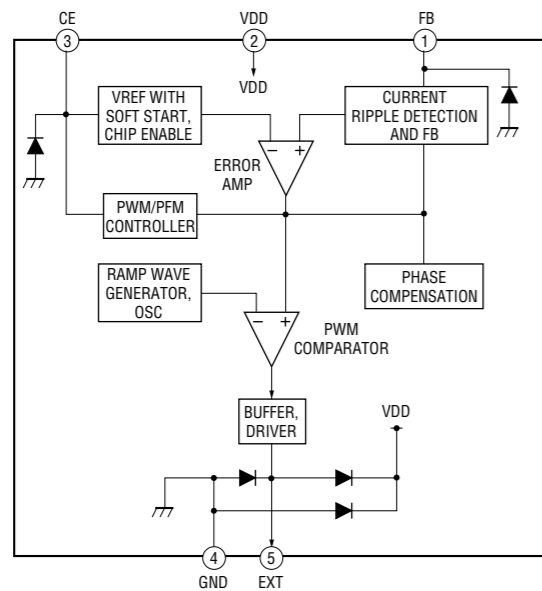 CE
VDD
FB
3
2
1
VDD
VREF WITH
SOFT START,
CHIP ENABLE
CURRENT
RIPPLE DETECTION
AND FB
− +
ERROR
AMP
PWM/PFM
CONTROLLER
RAMP WAVE
GENERATOR,
OSC
PHASE
COMPENSATION
− +
PWM
COMPARATOR
BUFFER,
DRIVER
VDD
4
5
GND
EXT